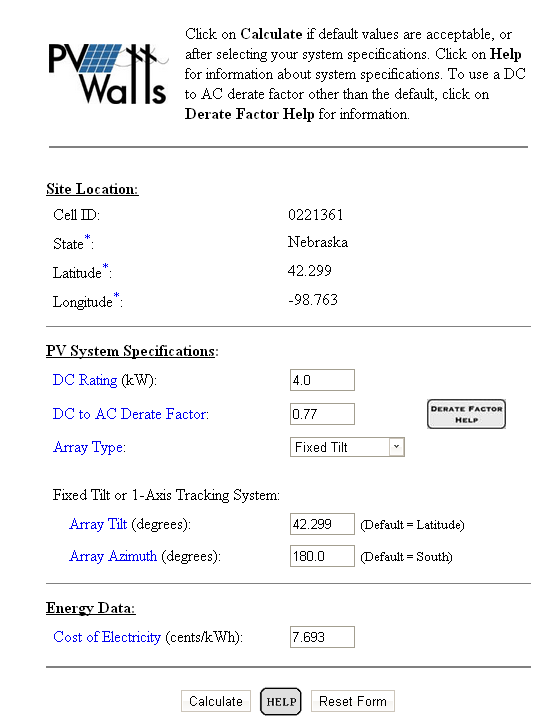 PV Watts
Click on Calculate if default values are acceptable, or
after selecting your system specifications. Click on Help
for information about system specifications. To use a DC
to AC derate factor other than the default, click on
Derate Factor Help for information.
Site Location:
Cell ID: 0221361
State*: Nebraska
Latitude*: 42.299
Longitude*: -98.763
PV System Specifications:
DC Rating (kW): 4.0
DC to AC Derate Factor: 0.77 DERATE FACTOR HELP
Array Type: Fixed Tilt
Fixed Tilt or 1-Axis Tracking System:
Array Tilt (degrees): 42.299 (Default = Latitude)
Array Azimuth (degrees): 180.0 (Default = South)
Energy Data:
Cost of Electricity (cents/kWh): 7.693
Calculate HELP Reset Form